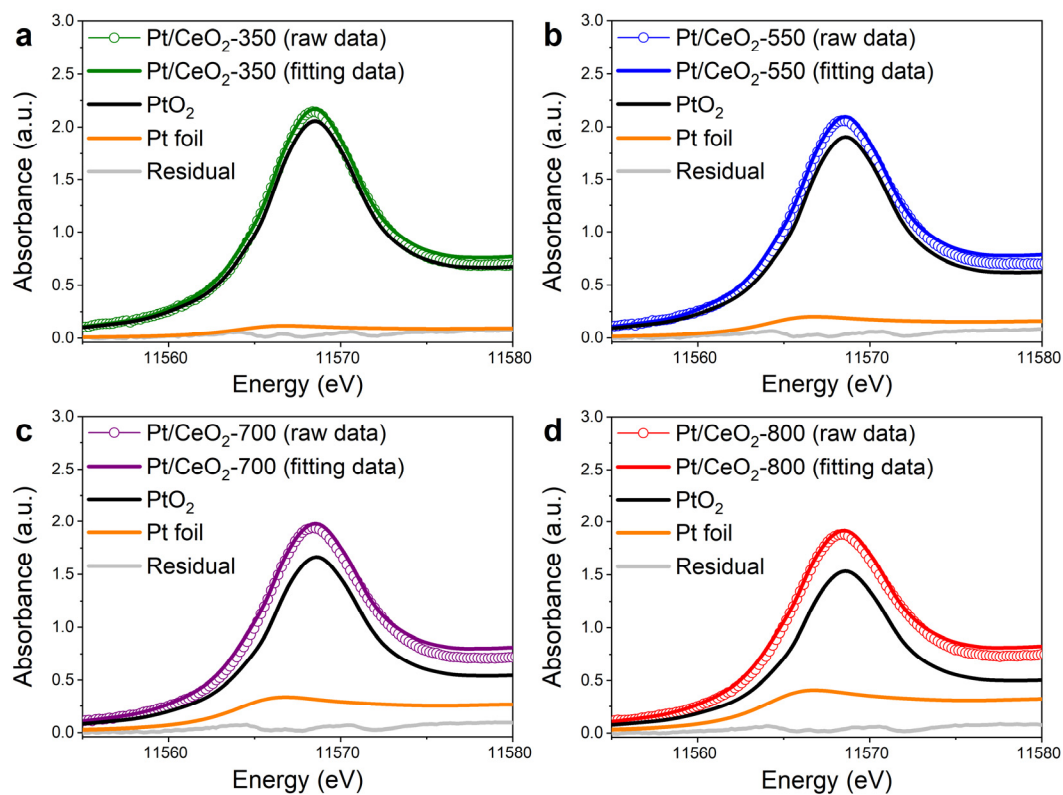 a
Pt/CeO₂-350 (raw data)
Pt/CeO₂-350 (fitting data)
PtO₂
Pt foil
Residual
3.0
2.5
2.0
1.5
1.0
0.5
0.0
Absorbance (a.u.)
11560
11570
11580
Energy (eV)
b
Pt/CeO₂-550 (raw data)
Pt/CeO₂-550 (fitting data)
PtO₂
Pt foil
Residual
3.0
2.5
2.0
1.5
1.0
0.5
0.0
Absorbance (a.u.)
11560
11570
11580
Energy (eV)
c
Pt/CeO₂-700 (raw data)
Pt/CeO₂-700 (fitting data)
PtO₂
Pt foil
Residual
3.0
2.5
2.0
1.5
1.0
0.5
0.0
Absorbance (a.u.)
11560
11570
11580
Energy (eV)
d
Pt/CeO₂-800 (raw data)
Pt/CeO₂-800 (fitting data)
PtO₂
Pt foil
Residual
3.0
2.5
2.0
1.5
1.0
0.5
0.0
Absorbance (a.u.)
11560
11570
11580
Energy (eV)